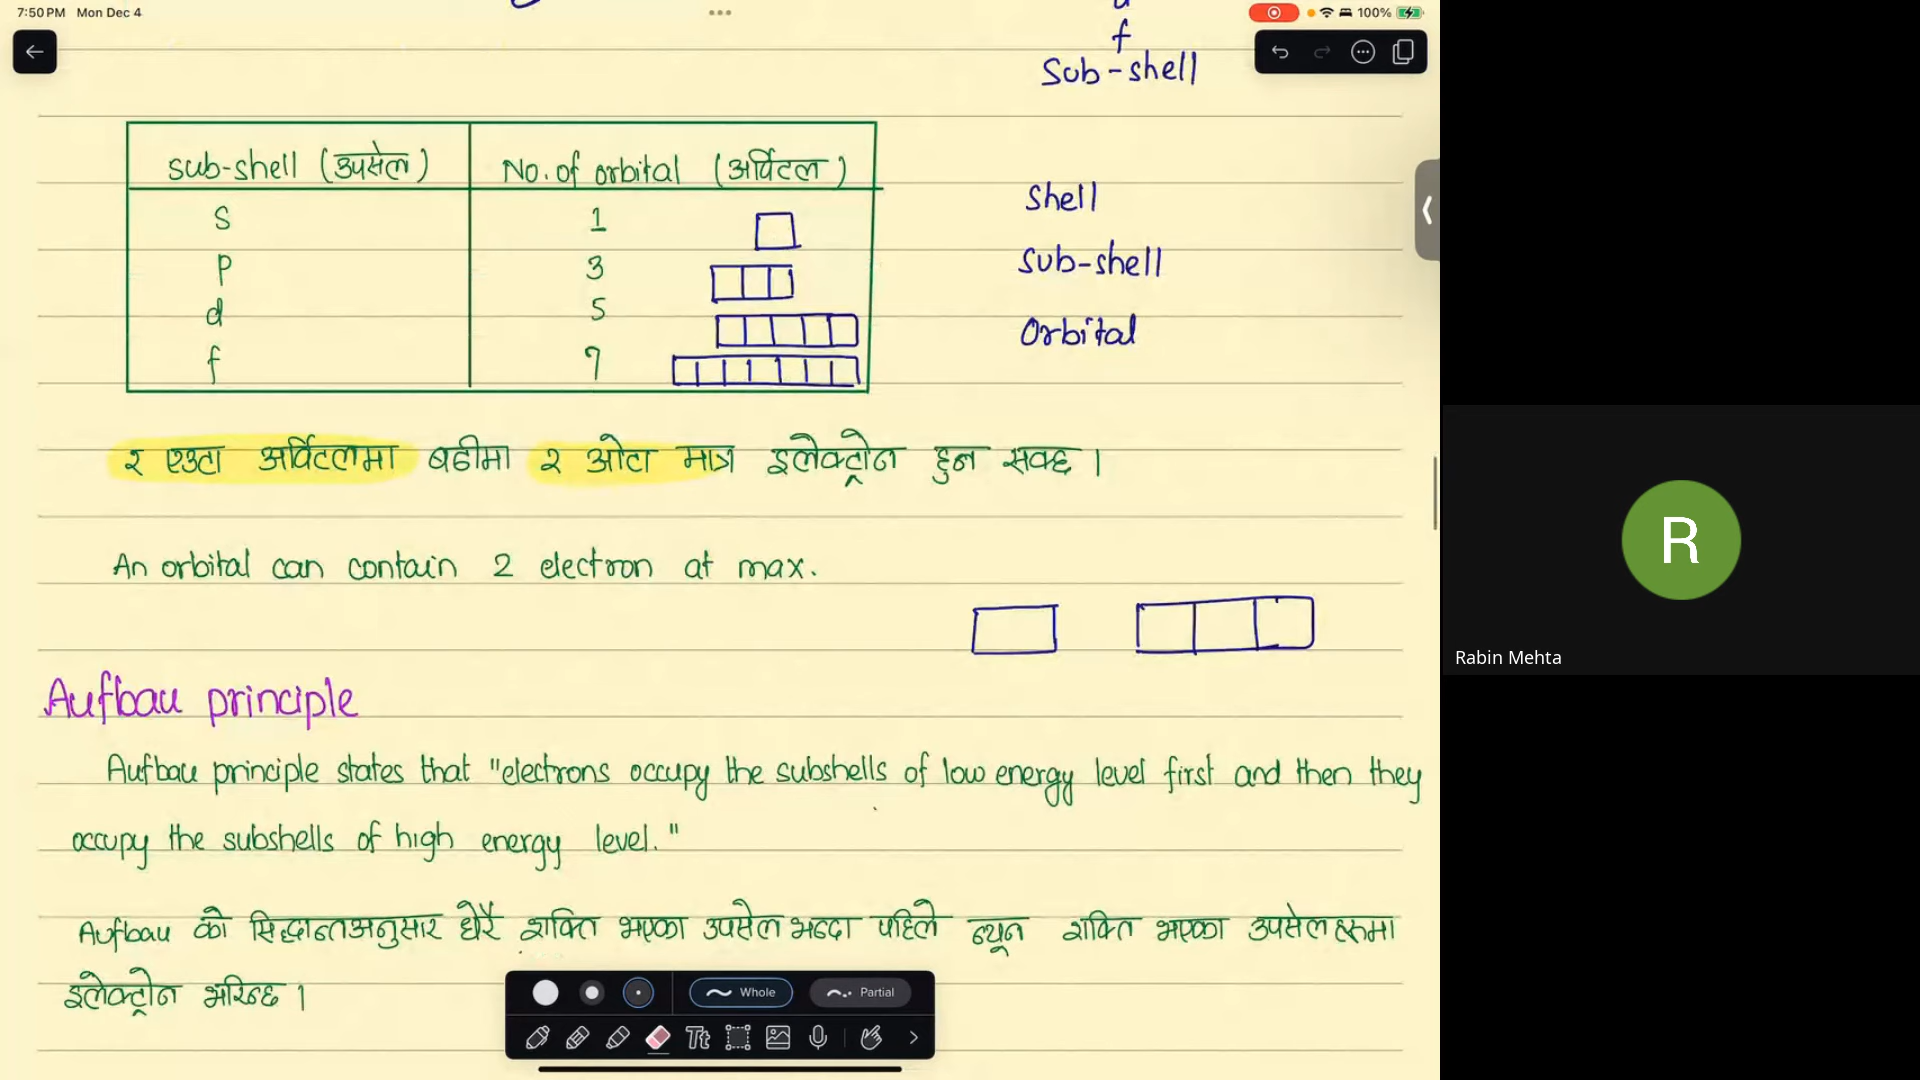 7:50 PM Mon Dec 4
100%
f
Sub-shell
sub-shell (उपसेल)
No. of orbital (अर्विटल)
S 1
p 3
d 5
f 7
Shell
Sub-shell
Orbital
१ एउटा अर्विटलमा बढीमा २ ओटा मात्र इलेक्ट्रोन हुन सक्छ ।
An orbital can contain 2 electron at max.
Aufbau principle
Aufbau principle states that "electrons occupy the subshells of low energy level first and then they
occupy the subshells of high energy level."
Aufbau को सिद्धान्तअनुसार धेरै शक्ति भएका उपसेल भन्दा पहिले न्यून शक्ति भएका उपसेलहरुमा
इलेक्ट्रोन भरिन्छ ।
Whole
Partial
Tt
R
Rabin Mehta